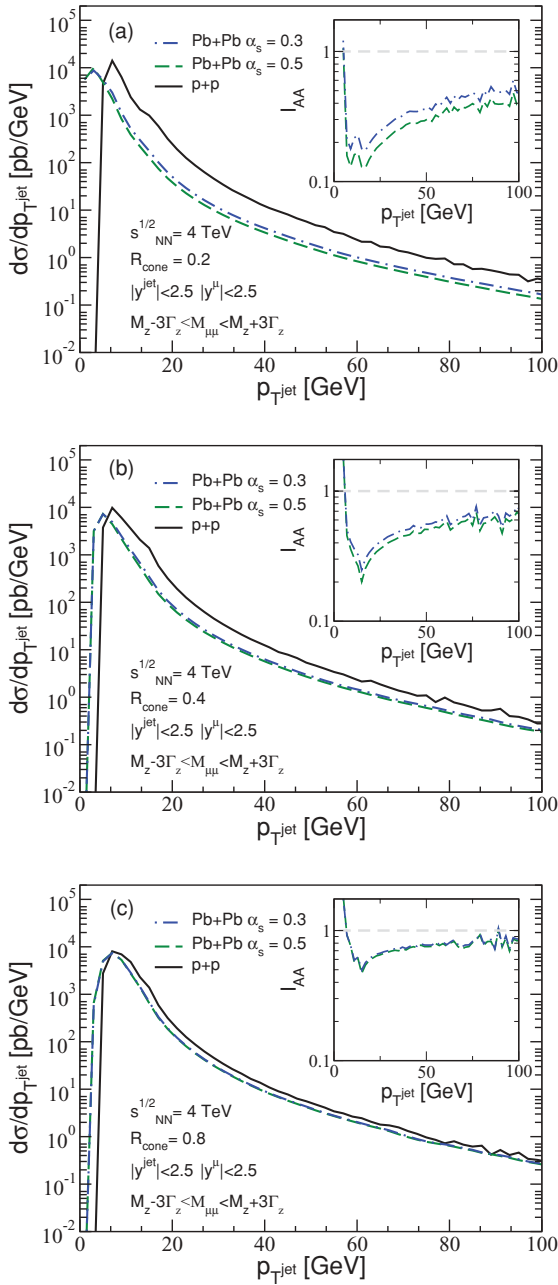 (a)
Pb+Pb αs = 0.3
Pb+Pb αs = 0.5
p+p
1
I_AA
0.1
0 50 100
p_T^jet [GeV]
dσ/dp_T^jet [pb/GeV]
10^5
10^4
10^3
10^2
10^1
10^0
10^-1
10^-2
s^1/2_NN = 4 TeV
R_cone = 0.2
|y^jet|<2.5 |y^μ|<2.5
M_z-3Γ_z<M_μμ<M_z+3Γ_z
0 20 40 60 80 100
p_T^jet [GeV]
(b)
Pb+Pb αs = 0.3
Pb+Pb αs = 0.5
p+p
1
I_AA
0.1
0 50 100
p_T^jet [GeV]
dσ/dp_T^jet [pb/GeV]
10^5
10^4
10^3
10^2
10^1
10^0
10^-1
10^-2
s^1/2_NN = 4 TeV
R_cone = 0.4
|y^jet|<2.5 |y^μ|<2.5
M_z-3Γ_z<M_μμ<M_z+3Γ_z
0 20 40 60 80 100
p_T^jet [GeV]
(c)
Pb+Pb αs = 0.3
Pb+Pb αs = 0.5
p+p
1
I_AA
0.1
0 50 100
p_T^jet [GeV]
dσ/dp_T^jet [pb/GeV]
10^5
10^4
10^3
10^2
10^1
10^0
10^-1
10^-2
s^1/2_NN = 4 TeV
R_cone = 0.8
|y^jet|<2.5 |y^μ|<2.5
M_z-3Γ_z<M_μμ<M_z+3Γ_z
0 20 40 60 80 100
p_T^jet [GeV]